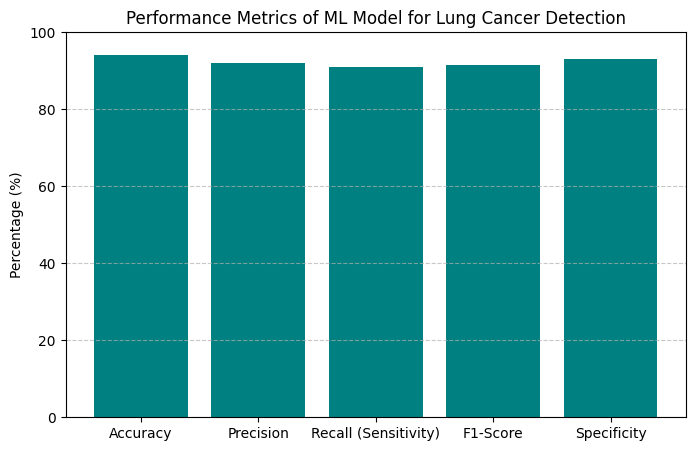 Performance Metrics of ML Model for Lung Cancer Detection
Percentage (%)
100
80
60
40
20
0
Accuracy
Precision
Recall (Sensitivity)
F1-Score
Specificity